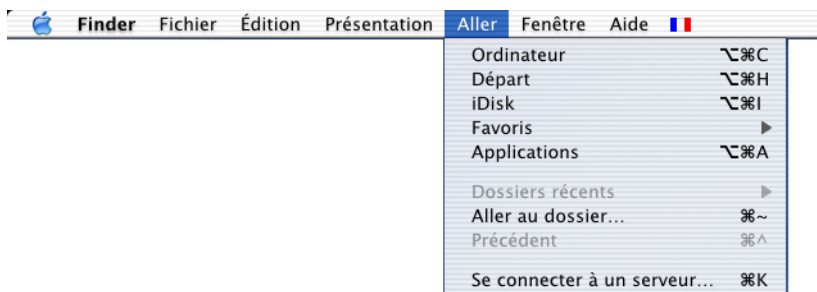 Finder Fichier Édition Présentation Aller Fenêtre Aide
Ordinateur ⌥⌘C
Départ ⌥⌘H
iDisk ⌥⌘I
Favoris
Applications ⌥⌘A
Dossiers récents
Aller au dossier... ⌘~
Précédent ⌘^
Se connecter à un serveur... ⌘K